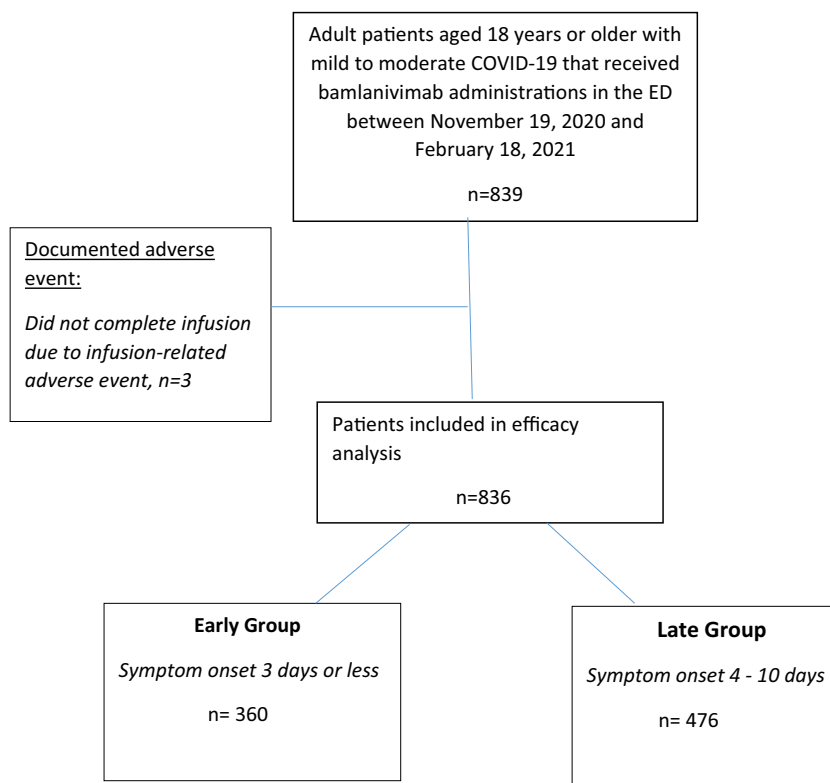 Adult patients aged 18 years or older with
mild to moderate COVID-19 that received
bamlanivimab administrations in the ED
between November 19, 2020 and
February 18, 2021
n=839
Documented adverse
event:
Did not complete infusion
due to infusion-related
adverse event, n=3
Patients included in efficacy
analysis
n=836
Early Group
Symptom onset 3 days or less
n= 360
Late Group
Symptom onset 4 - 10 days
n= 476